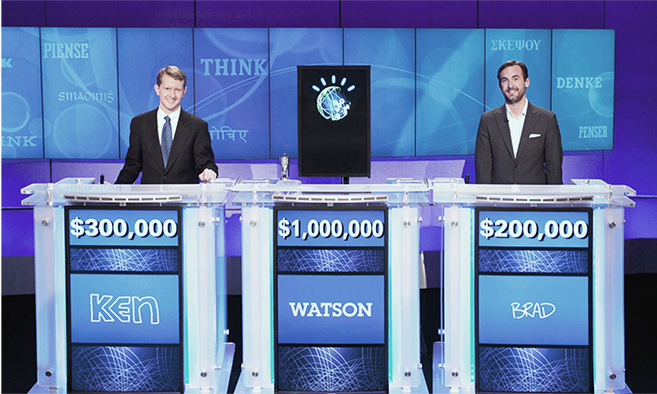 PIENSE
THINK
ΣΚΕΨΟΥ
DENKE
PENSER
$300,000
$1,000,000
$200,000
KEN
WATSON
BRAD